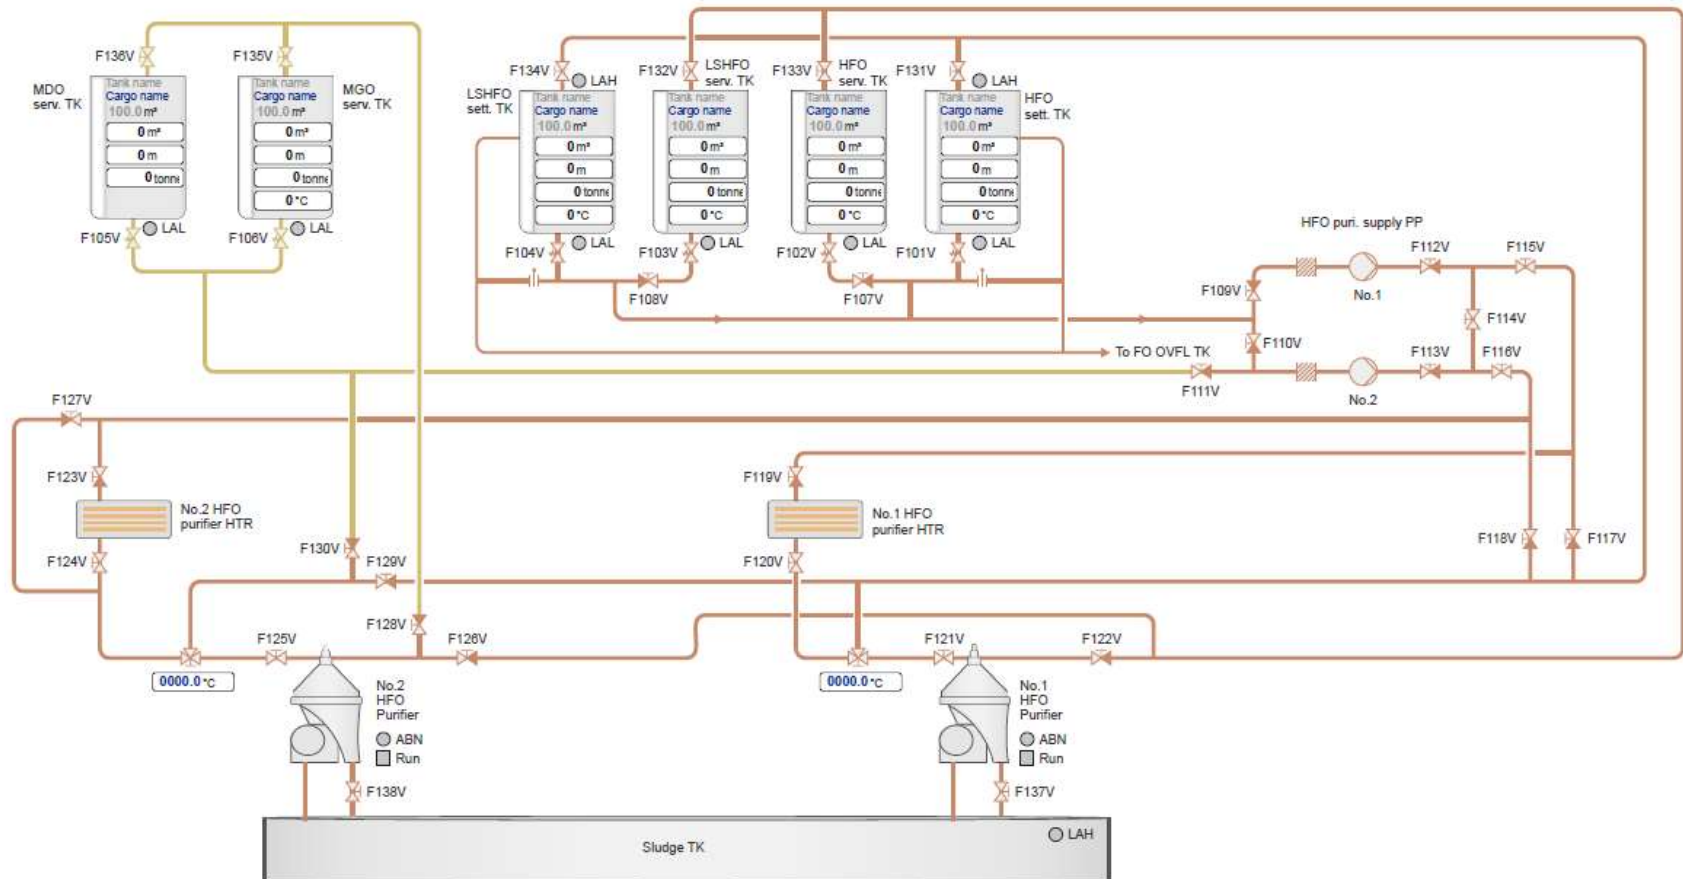 F136V
F135V
MDO
serv. TK
Tank name
Cargo name
100.0 m³
0 m³
0 m
0 tonne
LAL
F105V
Tank name
Cargo name
100.0 m³
0 m³
0 m
0 tonne
0 °C
MGO
serv. TK
F106V
LAL
F134V
LAH
F132V
LSHFO
serv. TK
F133V
HFO
serv. TK
F131V
LAH
LSHFO
sett. TK
Tank name
Cargo name
100.0 m³
0 m³
0 m
0 tonne
0 °C
Tank name
Cargo name
100.0 m³
0 m³
0 m
0 tonne
0 °C
Tank name
Cargo name
100.0 m³
0 m³
0 m
0 tonne
0 °C
Tank name
Cargo name
100.0 m³
0 m³
0 m
0 tonne
0 °C
HFO
sett. TK
F104V
LAL
F103V
LAL
F102V
LAL
F101V
LAL
F108V
F107V
HFO puri. supply PP
F112V
F115V
F109V
No.1
F114V
F110V
To FO OVFL TK
F113V
F116V
F111V
No.2
F127V
F123V
No.2 HFO
purifier HTR
F124V
F119V
No.1 HFO
purifier HTR
F120V
F130V
F129V
F118V
F117V
F128V
F125V
F126V
F121V
F122V
0000.0 °C
0000.0 °C
No.2
HFO
Purifier
ABN
Run
No.1
HFO
Purifier
ABN
Run
F138V
F137V
Sludge TK
LAH